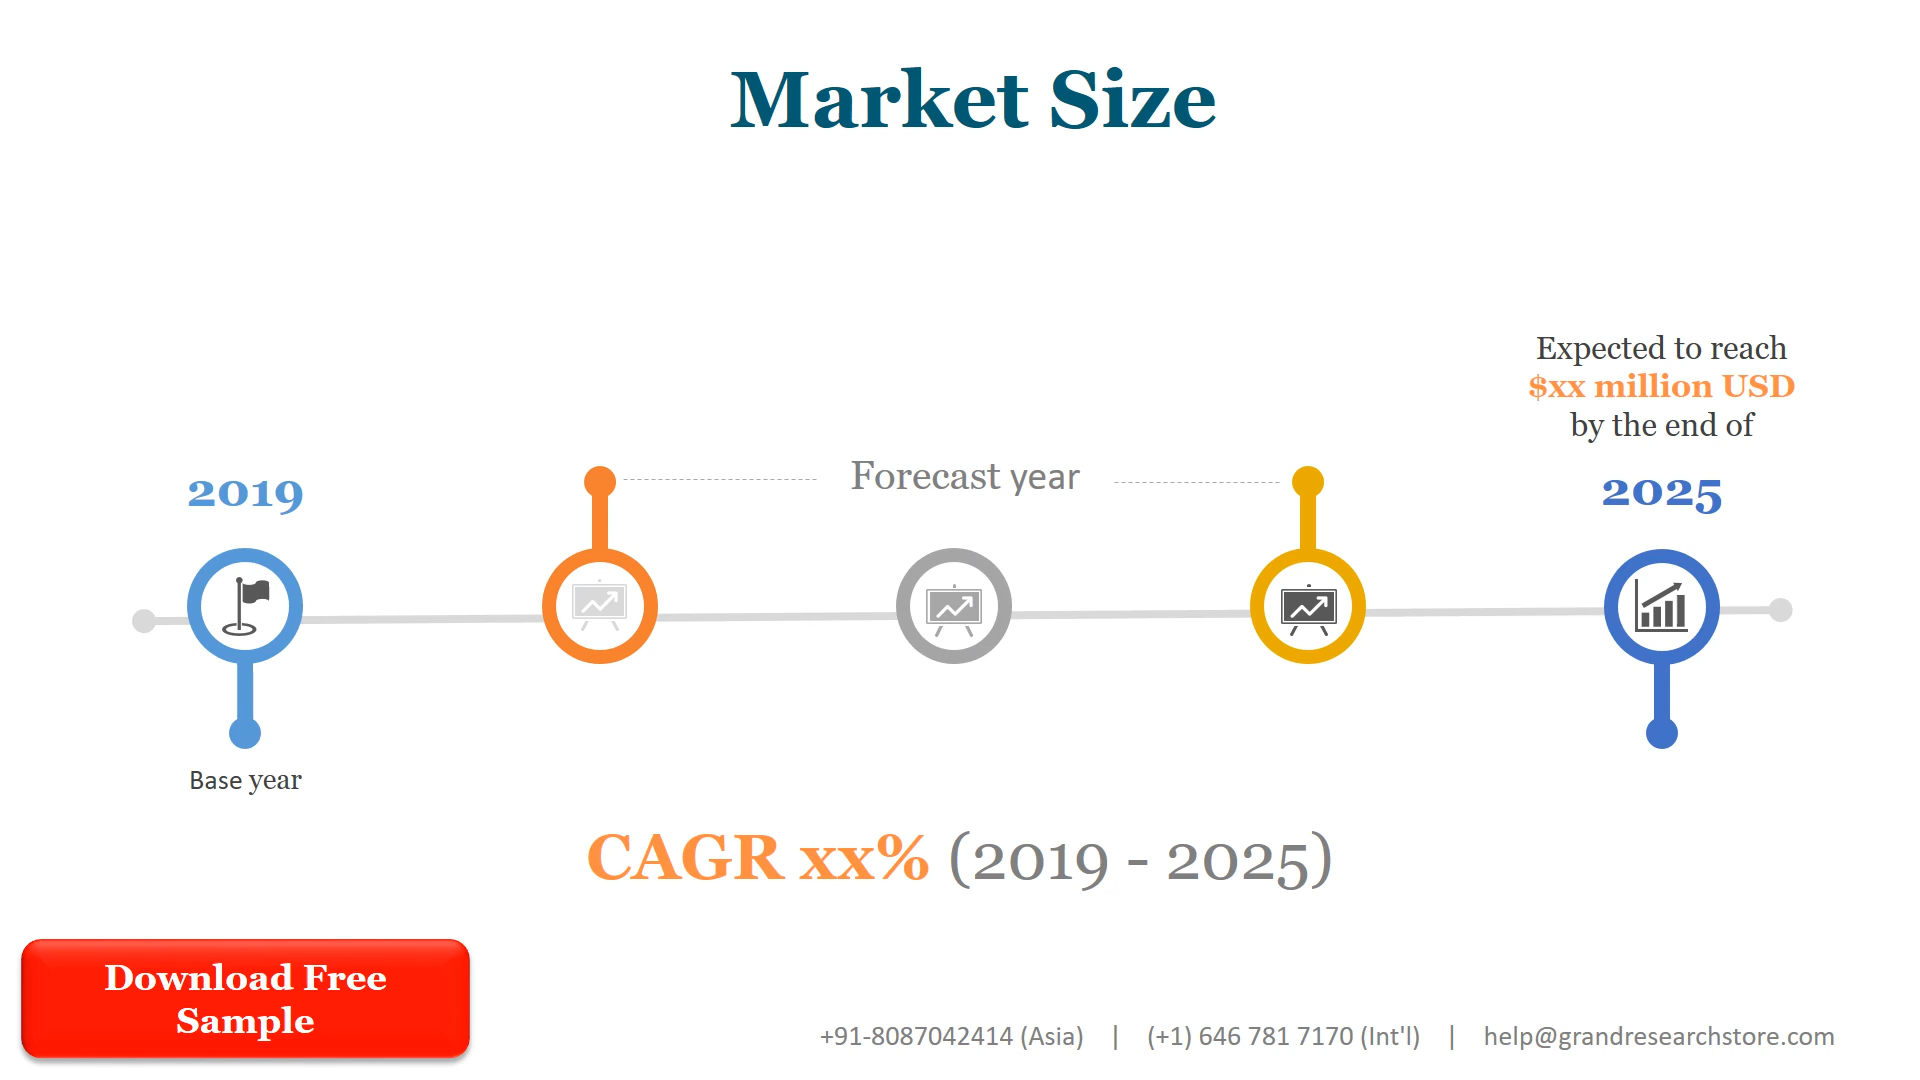 Market Size
Expected to reach
$xx million USD
by the end of
2019
Forecast year
2025
Base year
CAGR xx% (2019 - 2025)
Download Free
Sample
+91-8087042414 (Asia) | (+1) 646 781 7170 (Int'l) | help@grandresearchstore.com